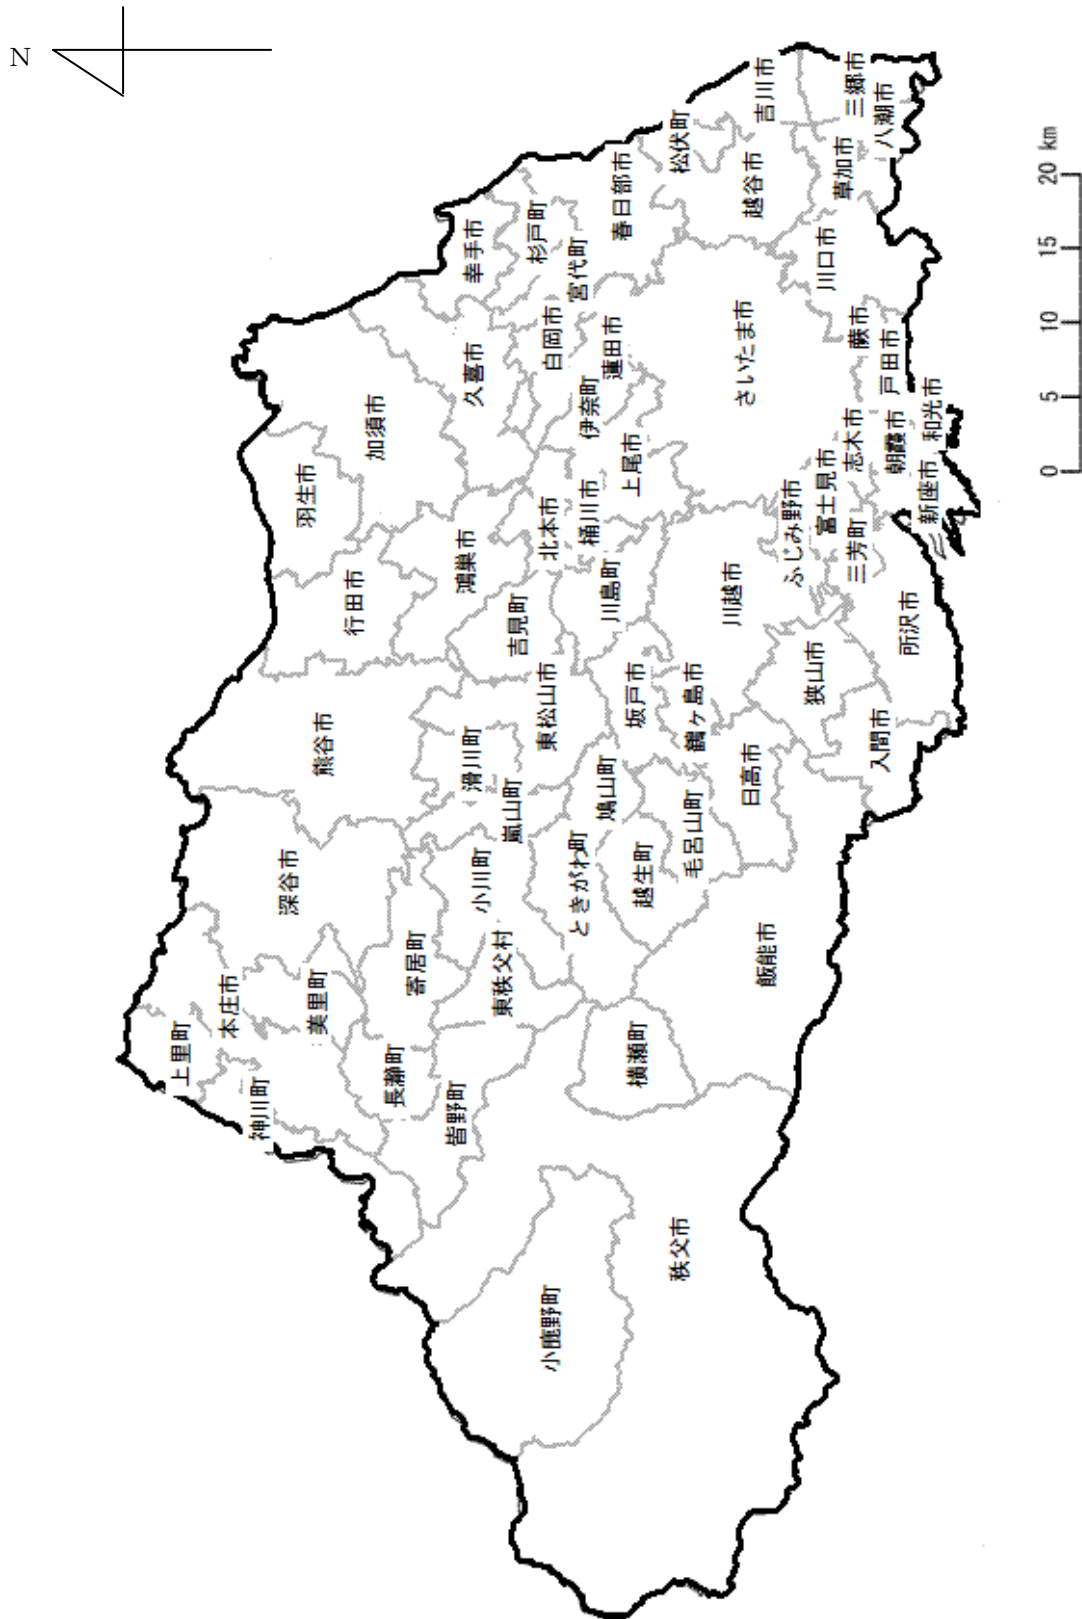 N
上里町
本庄市
神川町
深谷市
美里町
熊谷市
行田市
羽生市
加須市
長瀞町
寄居町
皆野町
小川町
滑川町
鴻巣市
久喜市
幸手市
東秩父村
嵐山町
吉見町
東松山市
北本市
白岡市
杉戸町
小鹿野町
ときがわ町
鳩山町
川島町
桶川市
伊奈町
宮代町
横瀬町
越生町
坂戸市
上尾市
蓮田市
春日部市
秩父市
毛呂山町
鶴ヶ島市
川越市
さいたま市
松伏町
越谷市
吉川市
飯能市
日高市
狭山市
ふじみ野市
富士見市
川口市
草加市
三郷市
入間市
所沢市
三芳町
志木市
蕨市
八潮市
新座市
朝霞市
和光市
戸田市
0 5 10 15 20 km